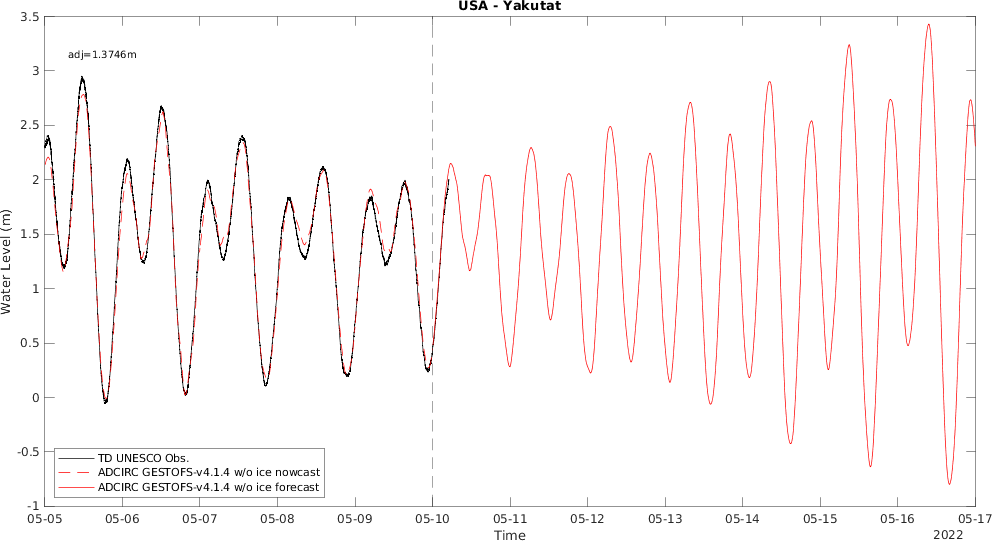 USA - Yakutat
3.5
adj=1.3746m
3
2.5
2
1.5
1
0.5
0
-0.5
-1
Water Level (m)
TD UNESCO Obs.
ADCIRC GESTOFS-v4.1.4 w/o ice nowcast
ADCIRC GESTOFS-v4.1.4 w/o ice forecast
05-05 05-06 05-07 05-08 05-09 05-10 05-11 05-12 05-13 05-14 05-15 05-16 05-17
Time
2022